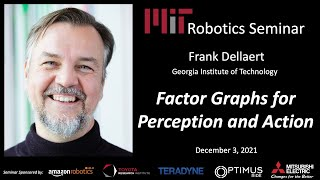 MIT Robotics Seminar
Frank Dellaert
Georgia Institute of Technology
Factor Graphs for
Perception and Action
December 3, 2021
Seminar Sponsored by:
amazon robotics
TOYOTA
RESEARCH INSTITUTE
TERADYNE
OPTIMUS
MITSUBISHI
ELECTRIC
Changes for the Better